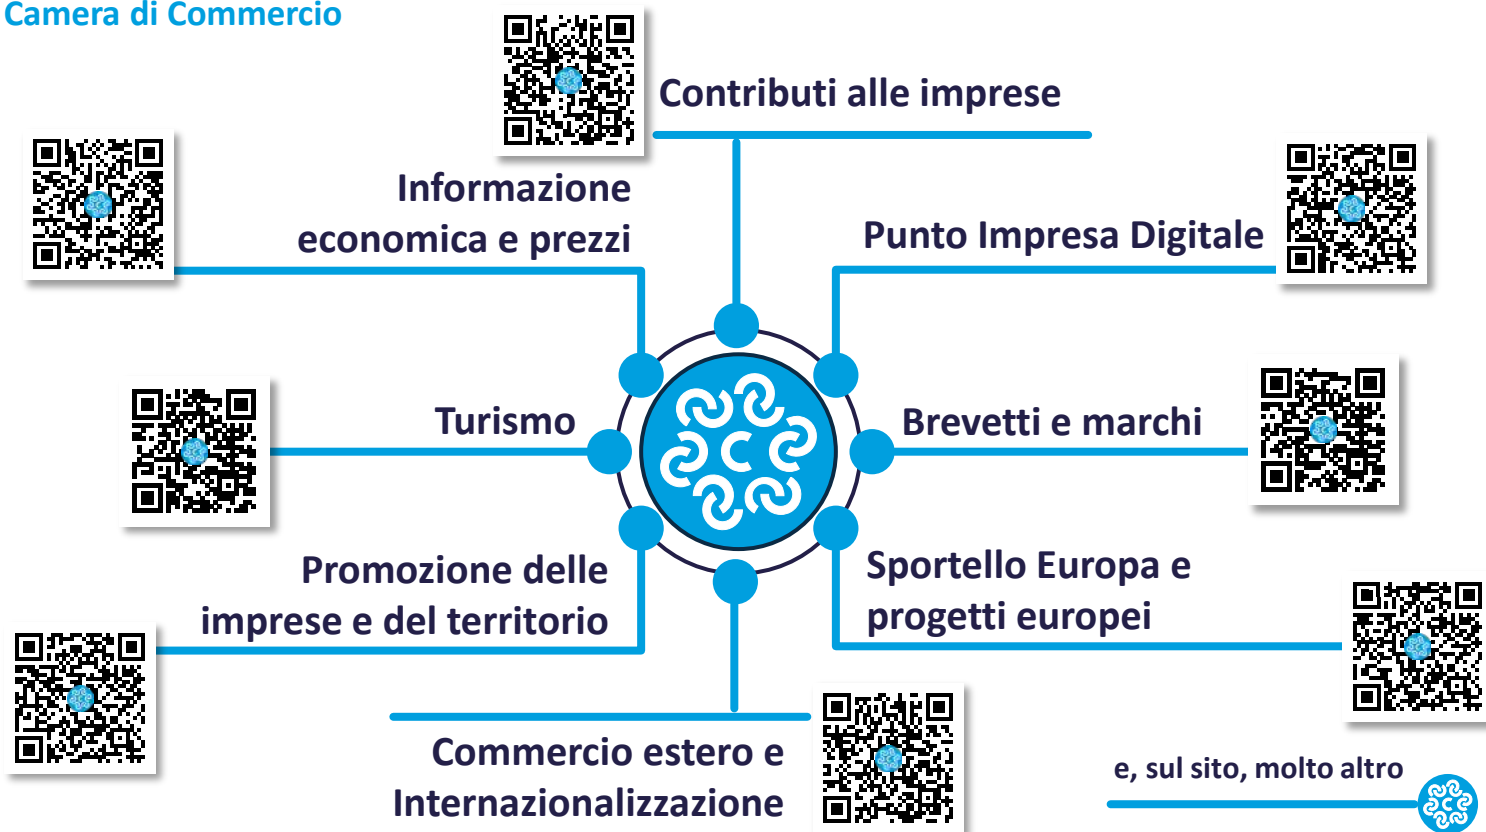 Camera di Commercio
Contributi alle imprese
Informazione
economica e prezzi
Punto Impresa Digitale
Turismo
Brevetti e marchi
Promozione delle
imprese e del territorio
Sportello Europa e
progetti europei
Commercio estero e
Internazionalizzazione
e, sul sito, molto altro